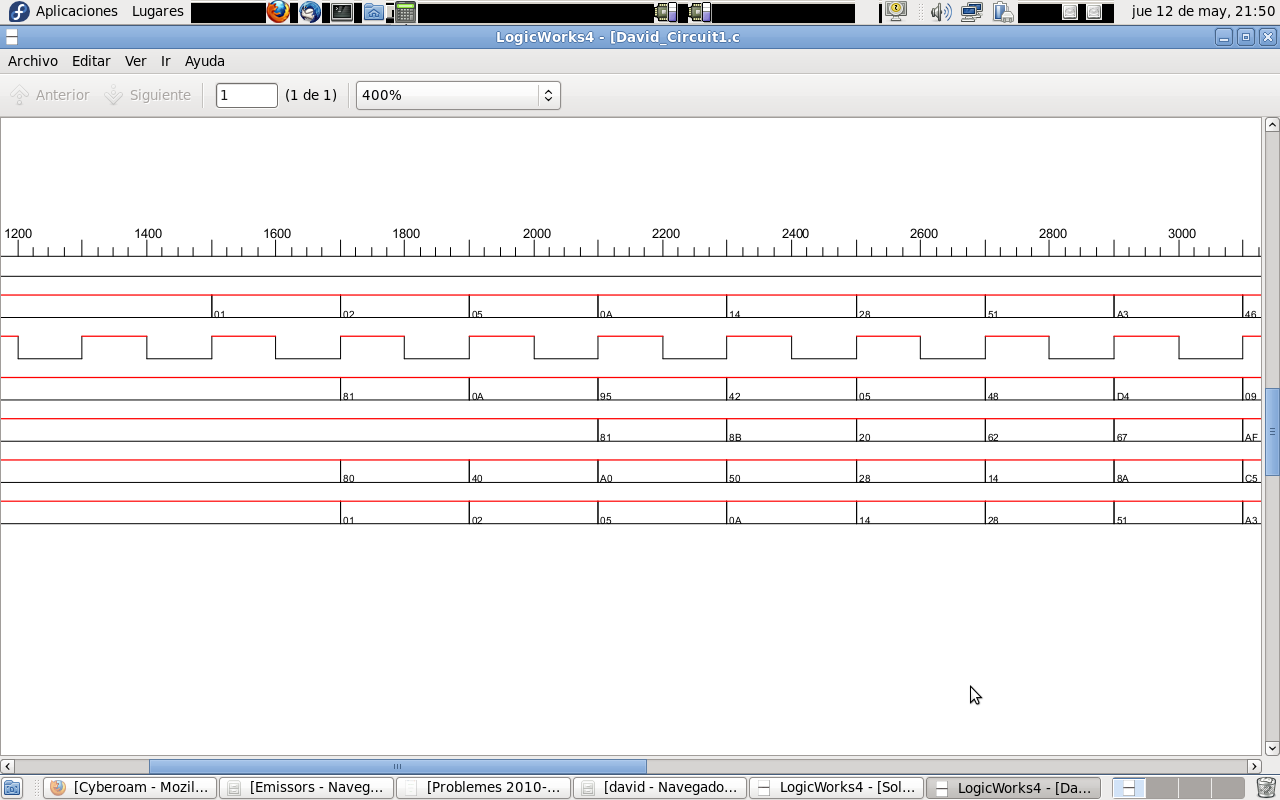 Aplicaciones Lugares jue 12 de may, 21:50
LogicWorks4 - [David_Circuit1.c
Archivo Editar Ver Ir Ayuda
Anterior Siguiente 1 (1 de 1) 400%
1200 1400 1600 1800 2000 2200 2400 2600 2800 3000
01 02 05 0A 14 28 51 A3 46
81 0A 95 42 05 48 D4 09
81 8B 20 62 67 AF
80 40 A0 50 28 14 8A C5
01 02 05 0A 14 28 51 A3
[Cyberoam - Mozil... [Emissors - Naveg... [Problemes 2010-... [david - Navegado... LogicWorks4 - [Sol... LogicWorks4 - [Da...